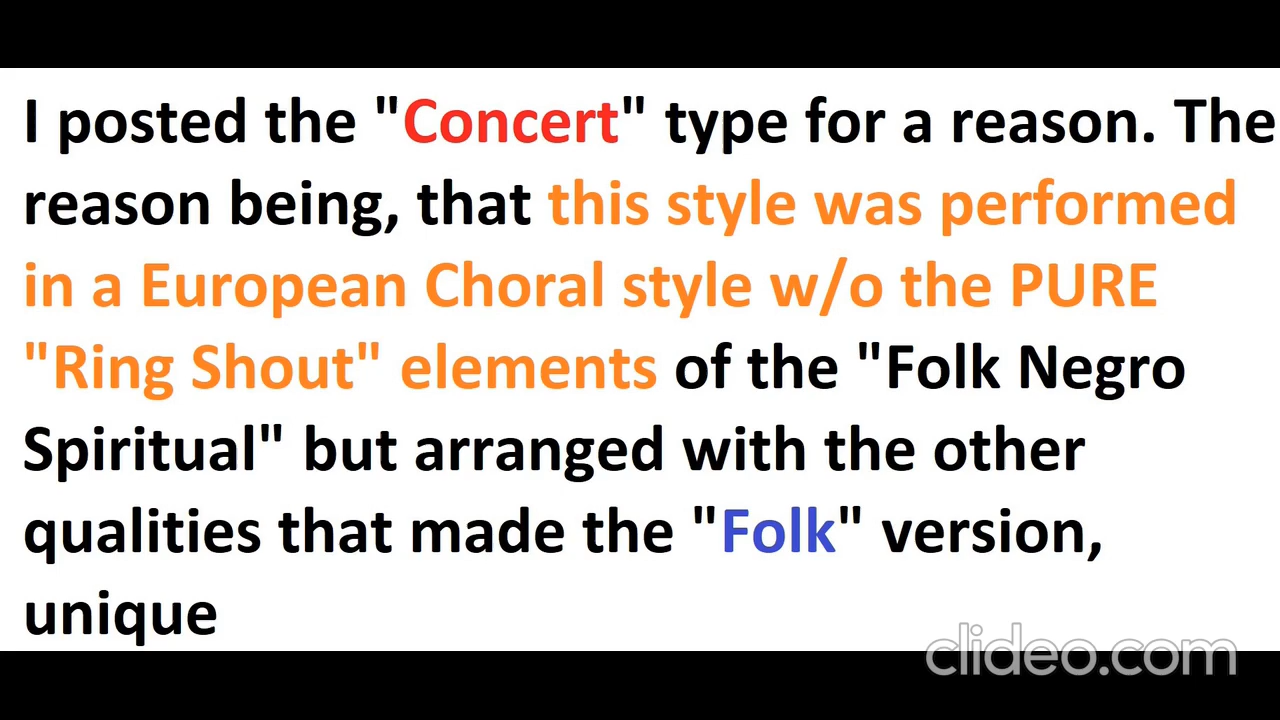 I posted the "Concert" type for a reason. The
reason being, that this style was performed
in a European Choral style w/o the PURE
"Ring Shout" elements of the "Folk Negro
Spiritual" but arranged with the other
qualities that made the "Folk" version,
unique
clideo.com